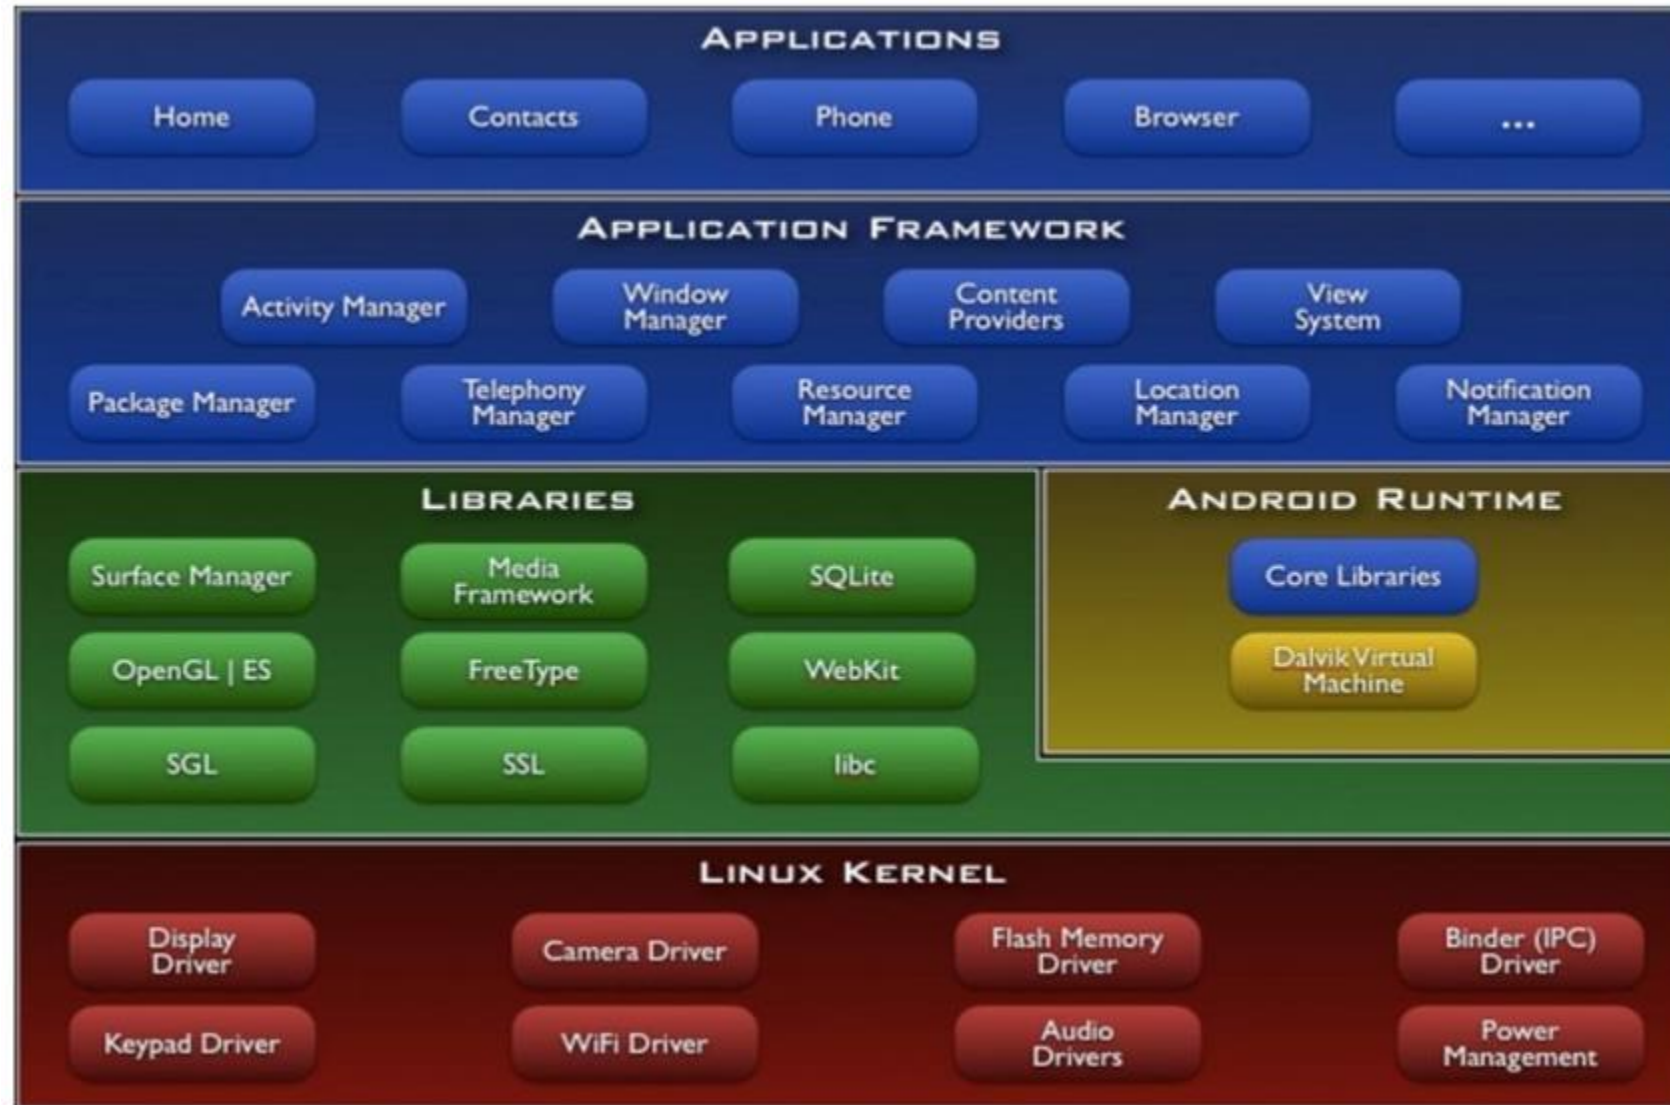 APPLICATIONS
Home
Contacts
Phone
Browser
...
APPLICATION FRAMEWORK
Activity Manager
Window
Manager
Content
Providers
View
System
Package Manager
Telephony
Manager
Resource
Manager
Location
Manager
Notification
Manager
LIBRARIES
Surface Manager
Media
Framework
SQLite
OpenGL | ES
FreeType
WebKit
SGL
SSL
libc
ANDROID RUNTIME
Core Libraries
Dalvik Virtual
Machine
LINUX KERNEL
Display
Driver
Camera Driver
Flash Memory
Driver
Binder (IPC)
Driver
Keypad Driver
WiFi Driver
Audio
Drivers
Power
Management